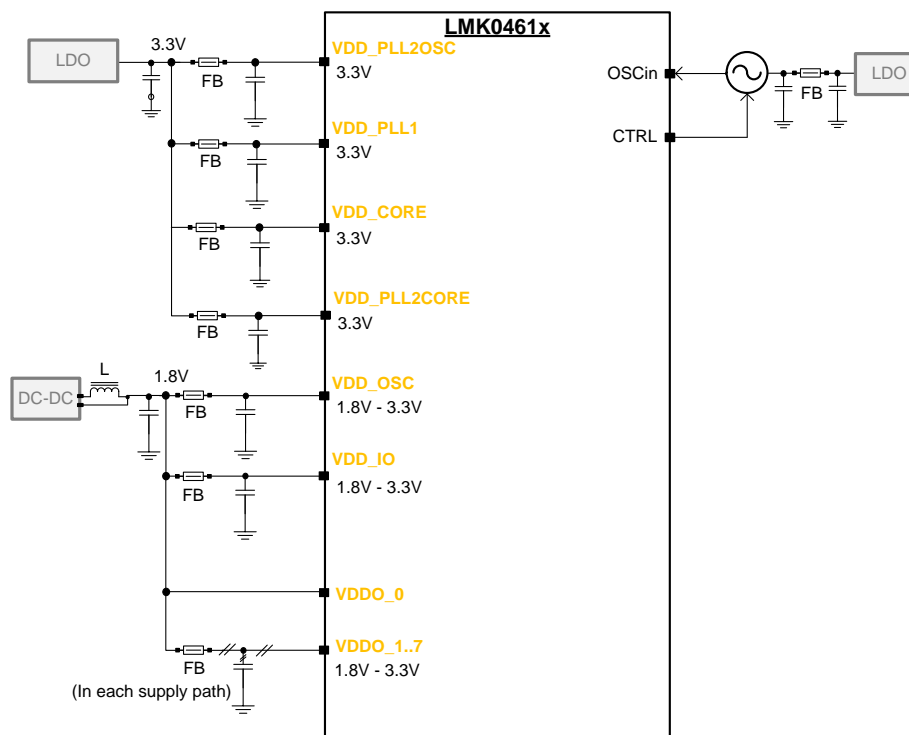 LMK0461x
3.3V
VDD_PLL2OSC
LDO
FB
3.3V
OSCin
FB
LDO
VDD_PLL1
CTRL
FB
3.3V
VDD_CORE
FB
3.3V
VDD_PLL2CORE
FB
3.3V
L
1.8V
VDD_OSC
DC-DC
FB
1.8V - 3.3V
VDD_IO
FB
1.8V - 3.3V
VDDO_0
VDDO_1..7
FB
1.8V - 3.3V
(In each supply path)